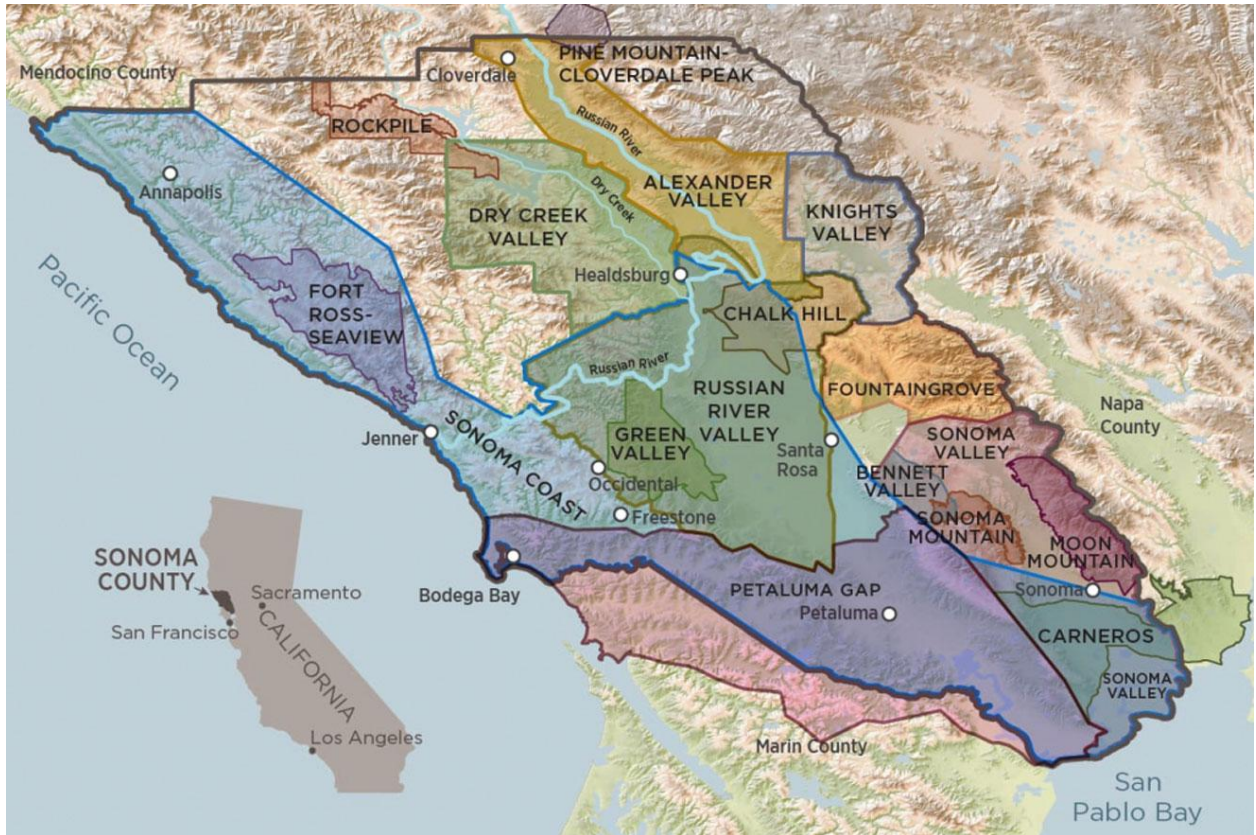 Mendocino County
Cloverdale
PINE MOUNTAIN-
CLOVERDALE PEAK
ROCKPILE
Russian River
Annapolis
DRY CREEK
VALLEY
Dry Creek
ALEXANDER
VALLEY
KNIGHTS
VALLEY
Pacific Ocean
FORT
ROSS-
SEAVIEW
Healdsburg
CHALK HILL
Russian River
RUSSIAN
RIVER
VALLEY
FOUNTAINGROVE
Napa
County
Jenner
SONOMA COAST
GREEN
VALLEY
Occidental
Freestone
Santa
Rosa
SONOMA
VALLEY
BENNETT
VALLEY
SONOMA
MOUNTAIN
MOON
MOUNTAIN
SONOMA
COUNTY
Sacramento
San Francisco
CALIFORNIA
Los Angeles
Bodega Bay
PETALUMA GAP
Petaluma
Sonoma
CARNEROS
SONOMA
VALLEY
Marin County
San
Pablo Bay